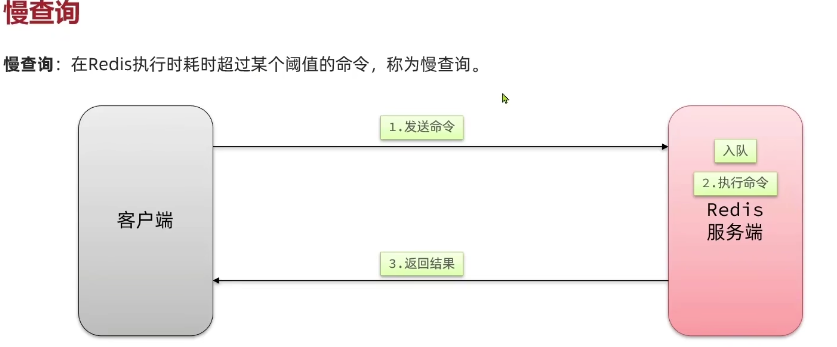 慢查询
慢查询：在Redis执行时耗时超过某个阈值的命令，称为慢查询。
1.发送命令
入队
2.执行命令
客户端
Redis
服务端
3.返回结果